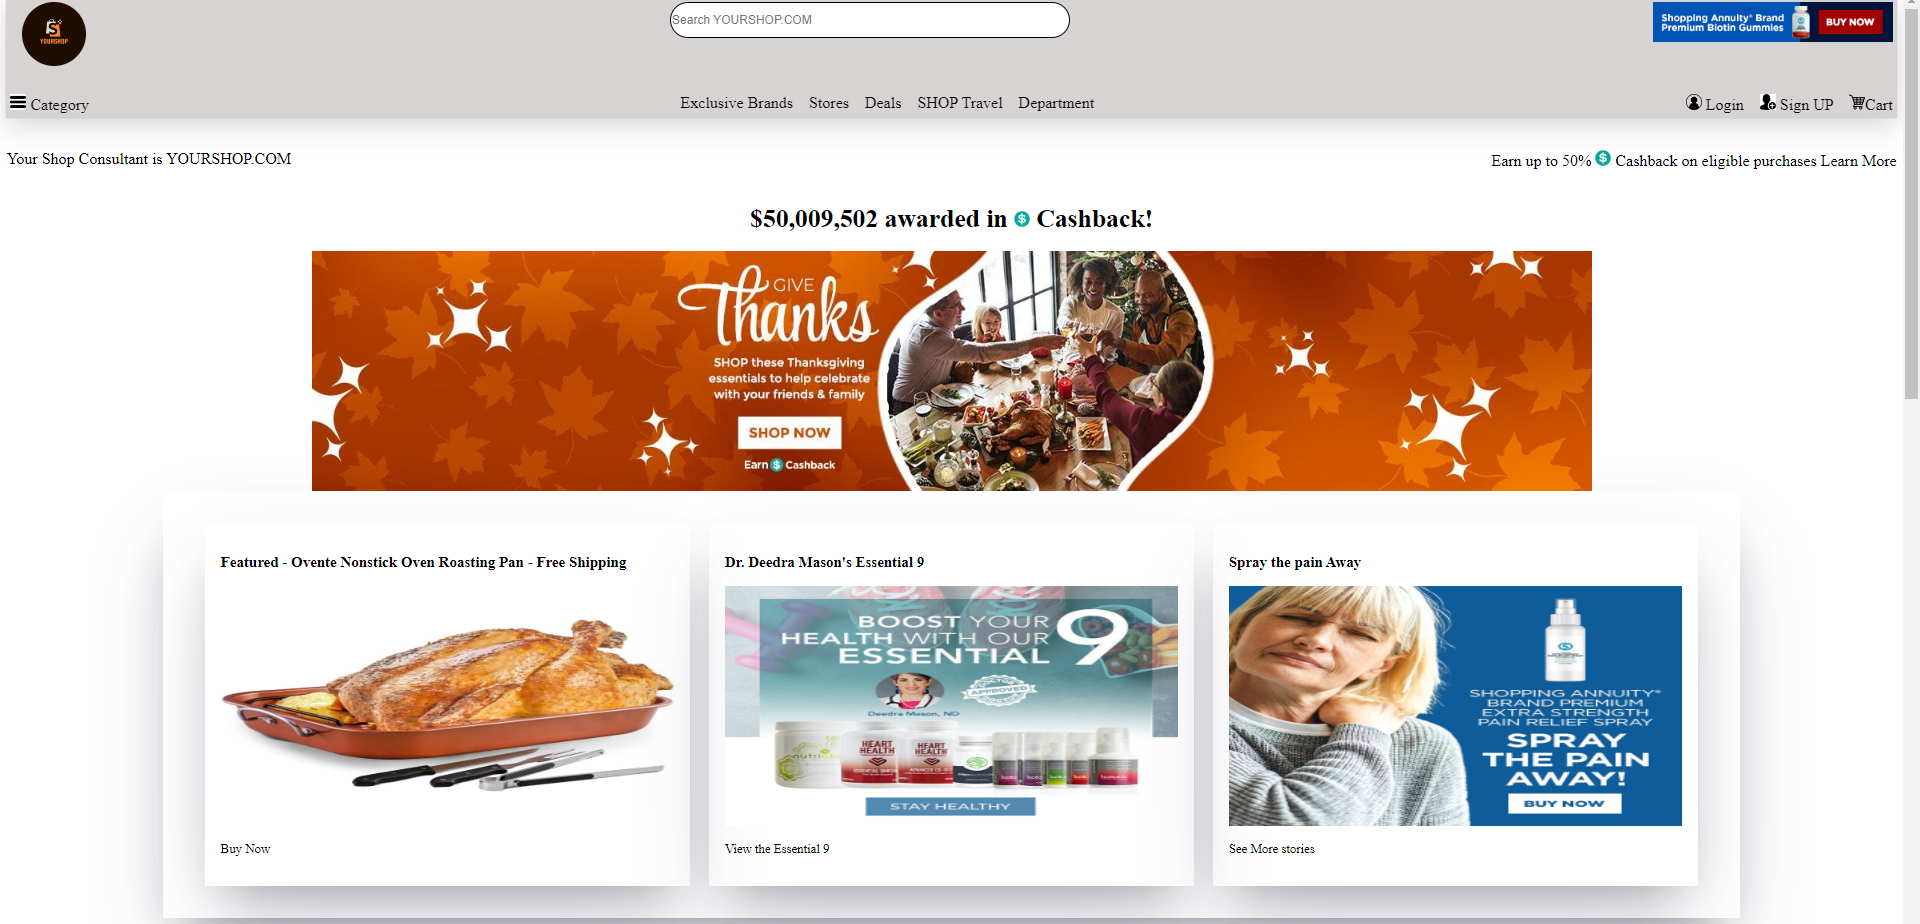 YOURSHOP
Search YOURSHOP.COM
Shopping Annuity® Brand
Premium Biotin Gummies
BUY NOW
Category
Exclusive Brands Stores Deals SHOP Travel Department
Login Sign UP Cart
Your Shop Consultant is YOURSHOP.COM
Earn up to 50% $ Cashback on eligible purchases Learn More
$50,009,502 awarded in $ Cashback!
GIVE
Thanks
SHOP these Thanksgiving
essentials to help celebrate
with your friends & family
SHOP NOW
Earn $ Cashback
Featured - Ovente Nonstick Oven Roasting Pan - Free Shipping
Buy Now
Dr. Deedra Mason's Essential 9
BOOST YOUR
HEALTH WITH OUR
ESSENTIAL 9
DOCTOR
APPROVED
DOCTOR
Deedra Mason, ND
HEART
HEALTH
HEART
HEALTH
STAY HEALTHY
View the Essential 9
Spray the pain Away
SHOPPING ANNUITY®
BRAND PREMIUM
EXTRA STRENGTH
PAIN RELIEF SPRAY
SPRAY
THE PAIN
AWAY!
BUY NOW
See More stories